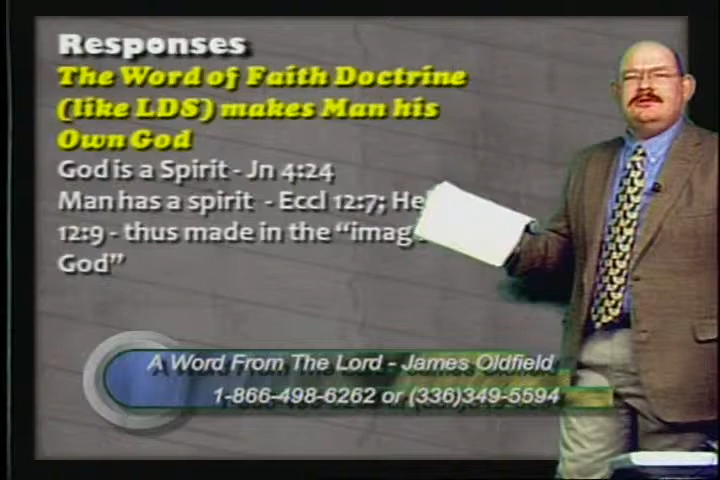 Responses
The Word of Faith Doctrine
(like LDS) makes Man his
Own God
God is a Spirit - Jn 4:24
Man has a spirit - Eccl 12:7; He
12:9 - thus made in the "imag
God"
A Word From The Lord - James Oldfield
1-866-498-6262 or (336)349-5594